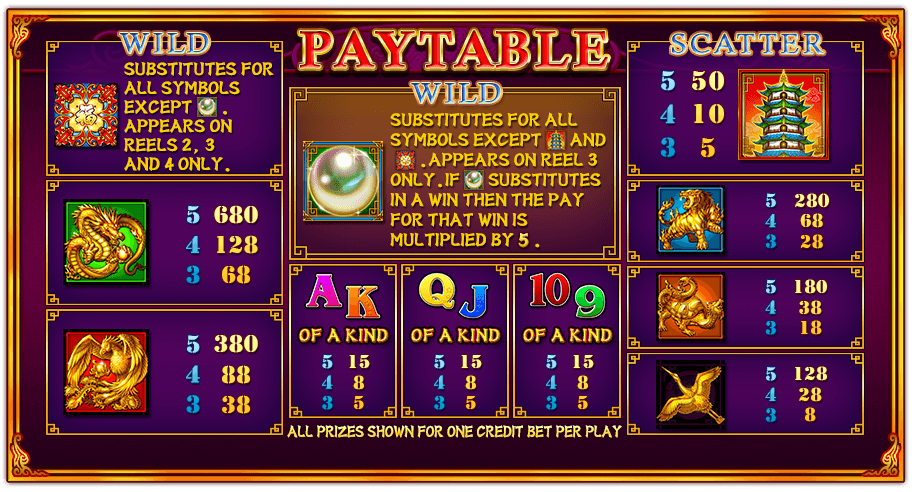 PAYTABLE
WILD
SUBSTITUTES FOR
ALL SYMBOLS
EXCEPT .
APPEARS ON
REELS 2, 3
AND 4 ONLY.
5 680
4 128
3 68
5 380
4 88
3 38
WILD
SUBSTITUTES FOR ALL
SYMBOLS EXCEPT AND
. APPEARS ON REEL 3
ONLY. IF SUBSTITUTES
IN A WIN THEN THE PAY
FOR THAT WIN IS
MULTIPLIED BY 5.
A K
OF A KIND
5 15
4 8
3 5
Q J
OF A KIND
5 15
4 8
3 5
10 9
OF A KIND
5 15
4 8
3 5
ALL PRIZES SHOWN FOR ONE CREDIT BET PER PLAY
SCATTER
5 50
4 10
3 5
5 280
4 68
3 28
5 180
4 38
3 18
5 128
4 28
3 8